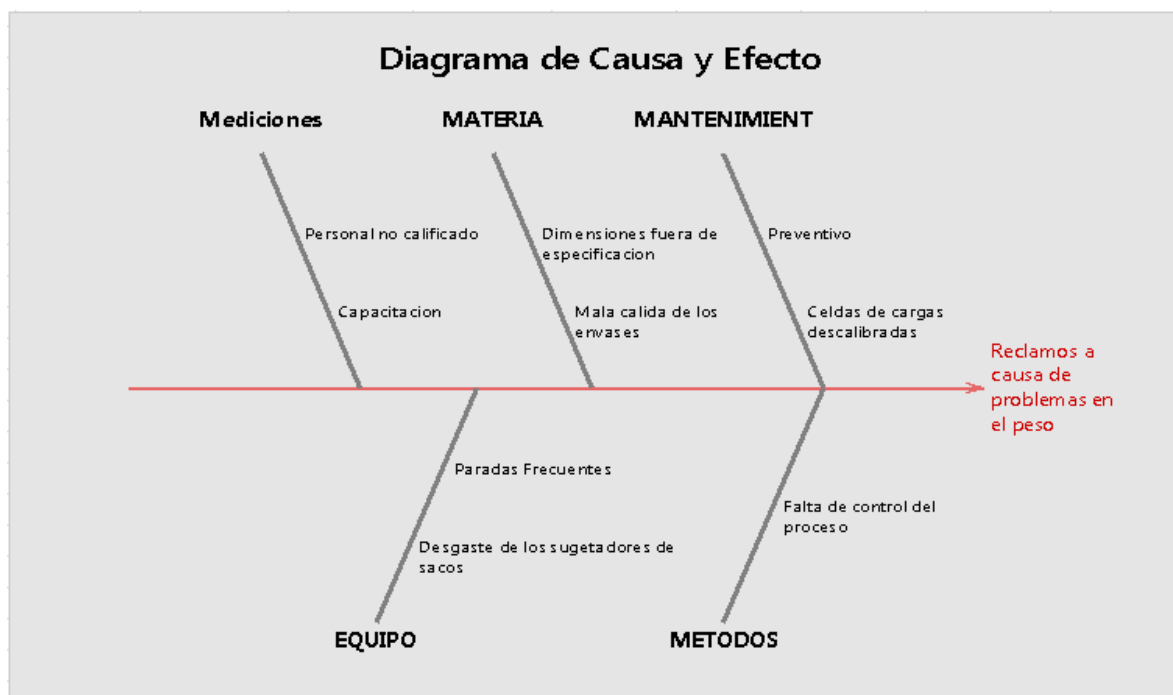 Diagrama de Causa y Efecto
Mediciones
MATERIA
MANTENIMIENT
Personal no calificado
Dimensiones fuera de
especificacion
Preventivo
Capacitacion
Mala calida de los
envases
Celdas de cargas
descalibradas
Reclamos a
causa de
problemas en
el peso
Paradas Frecuentes
Falta de control del
proceso
Desgaste de los sugetadores de
sacos
EQUIPO
METODOS